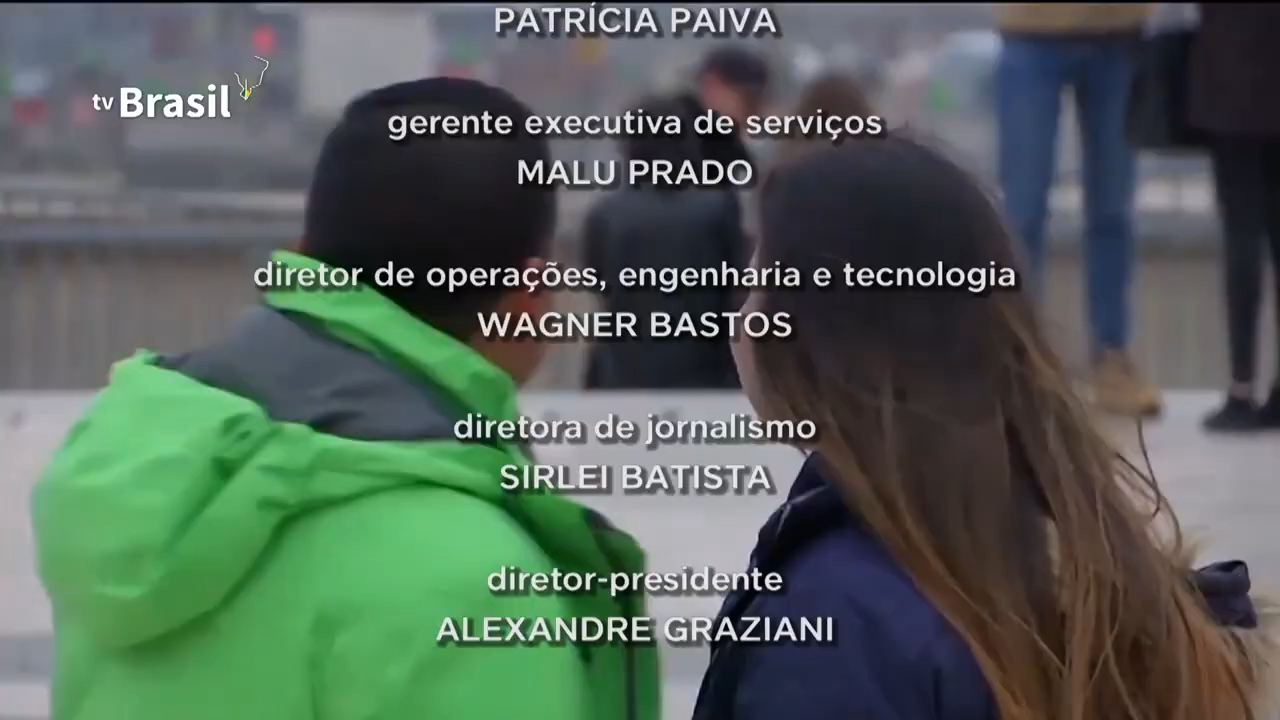 PATRÍCIA PAIVA
tv Brasil
gerente executiva de serviços
MALU PRADO
diretor de operações, engenharia e tecnologia
WAGNER BASTOS
diretora de jornalismo
SIRLEI BATISTA
diretor-presidente
ALEXANDRE GRAZIANI